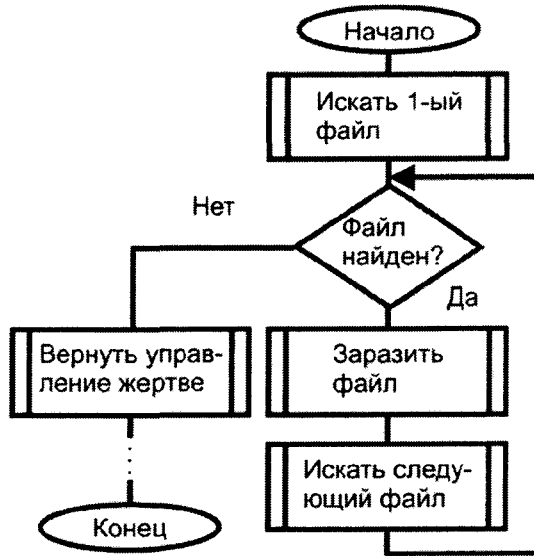 Начало
Искать 1-ый
файл
Нет
Файл
найден?
Да
Вернуть управ-
ление жертве
Заразить
файл
Искать следу-
ющий файл
Конец